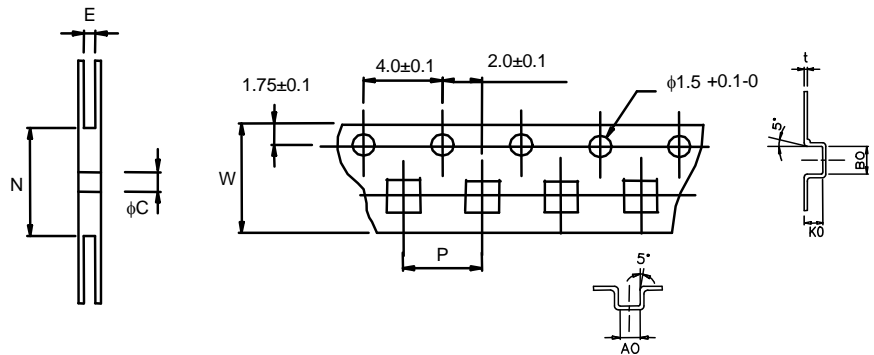 E
4.0±0.1
2.0±0.1
1.75±0.1
ϕ1.5 +0.1-0
t
5°
BO
N
W
ϕC
K0
P
5°
AO